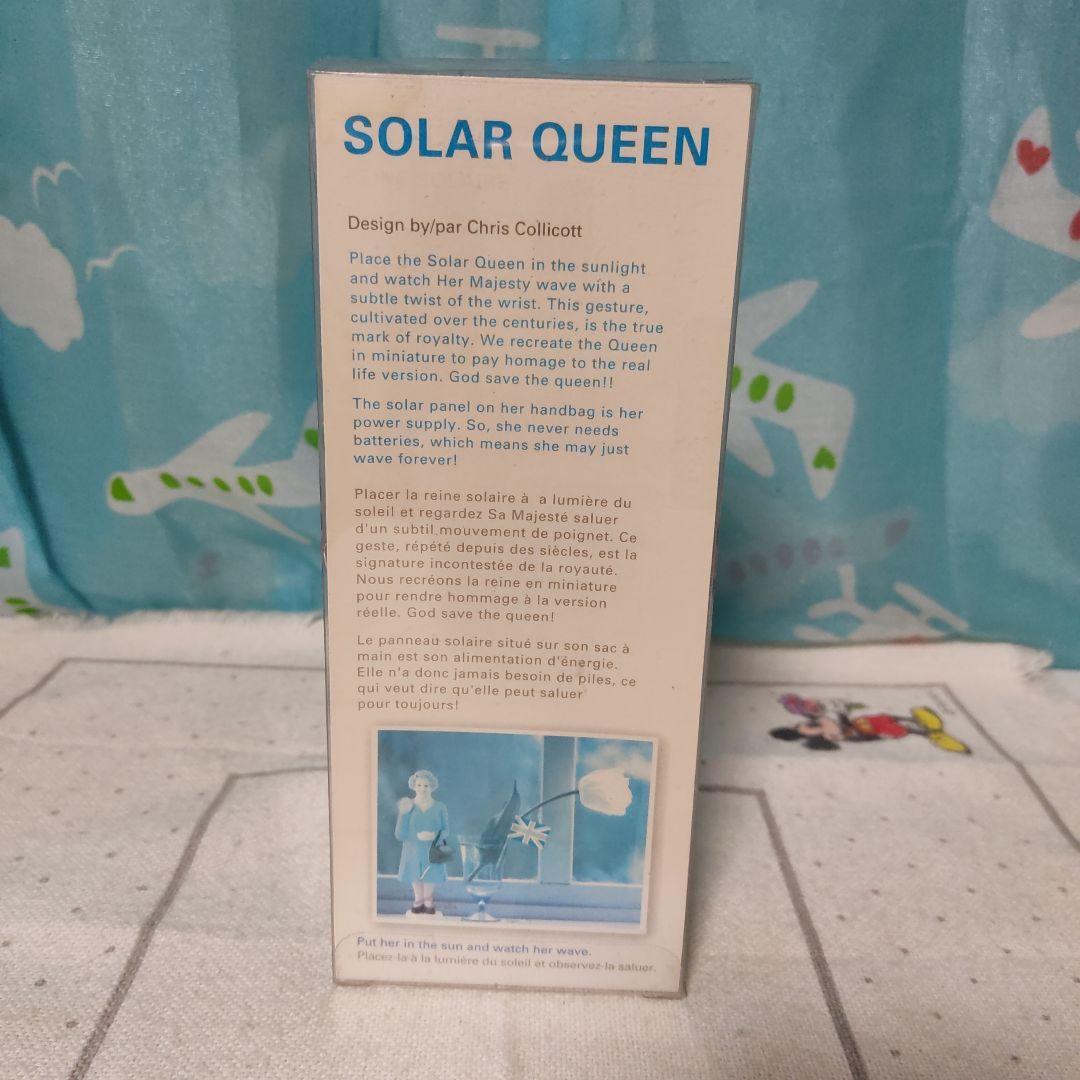 SOLAR QUEEN
Design by/par Chris Collicott
Place the Solar Queen in the sunlight
and watch Her Majesty wave with a
subtle twist of the wrist. This gesture,
cultivated over the centuries, is the true
mark of royalty. We recreate the Queen
in miniature to pay homage to the real
life version. God save the queen!!
The solar panel on her handbag is her
power supply. So, she never needs
batteries, which means she may just
wave forever!
Placer la reine solaire à a lumière du
soleil et regardez Sa Majesté saluer
d'un subtil mouvement de poignet. Ce
geste, répété depuis des siècles, est la
signature incontestée de la royauté.
Nous recréons la reine en miniature
pour rendre hommage à la version
réelle. God save the queen!
Le panneau solaire situé sur son sac à
main est son alimentation d'énergie.
Elle n'a donc jamais besoin de piles, ce
qui veut dire qu'elle peut saluer
pour toujours!
Put her in the sun and watch her wave.
Placez-la à la lumière du soleil et observez-la saluer.